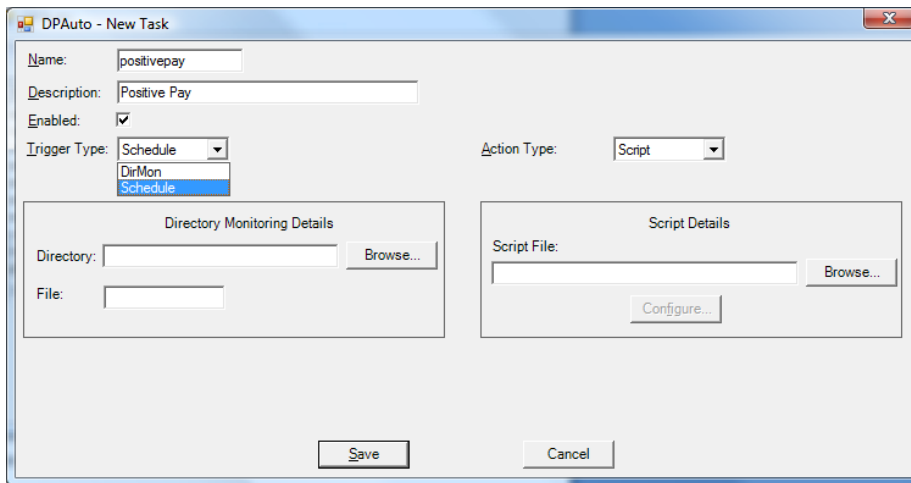 DPAuto - New Task
Name: positivepay
Description: Positive Pay
Enabled:
Trigger Type: Schedule Action Type: Script
DirMon
Schedule
Directory Monitoring Details
Directory: Browse...
File:
Script Details
Script File:
Browse...
Configure...
Save Cancel